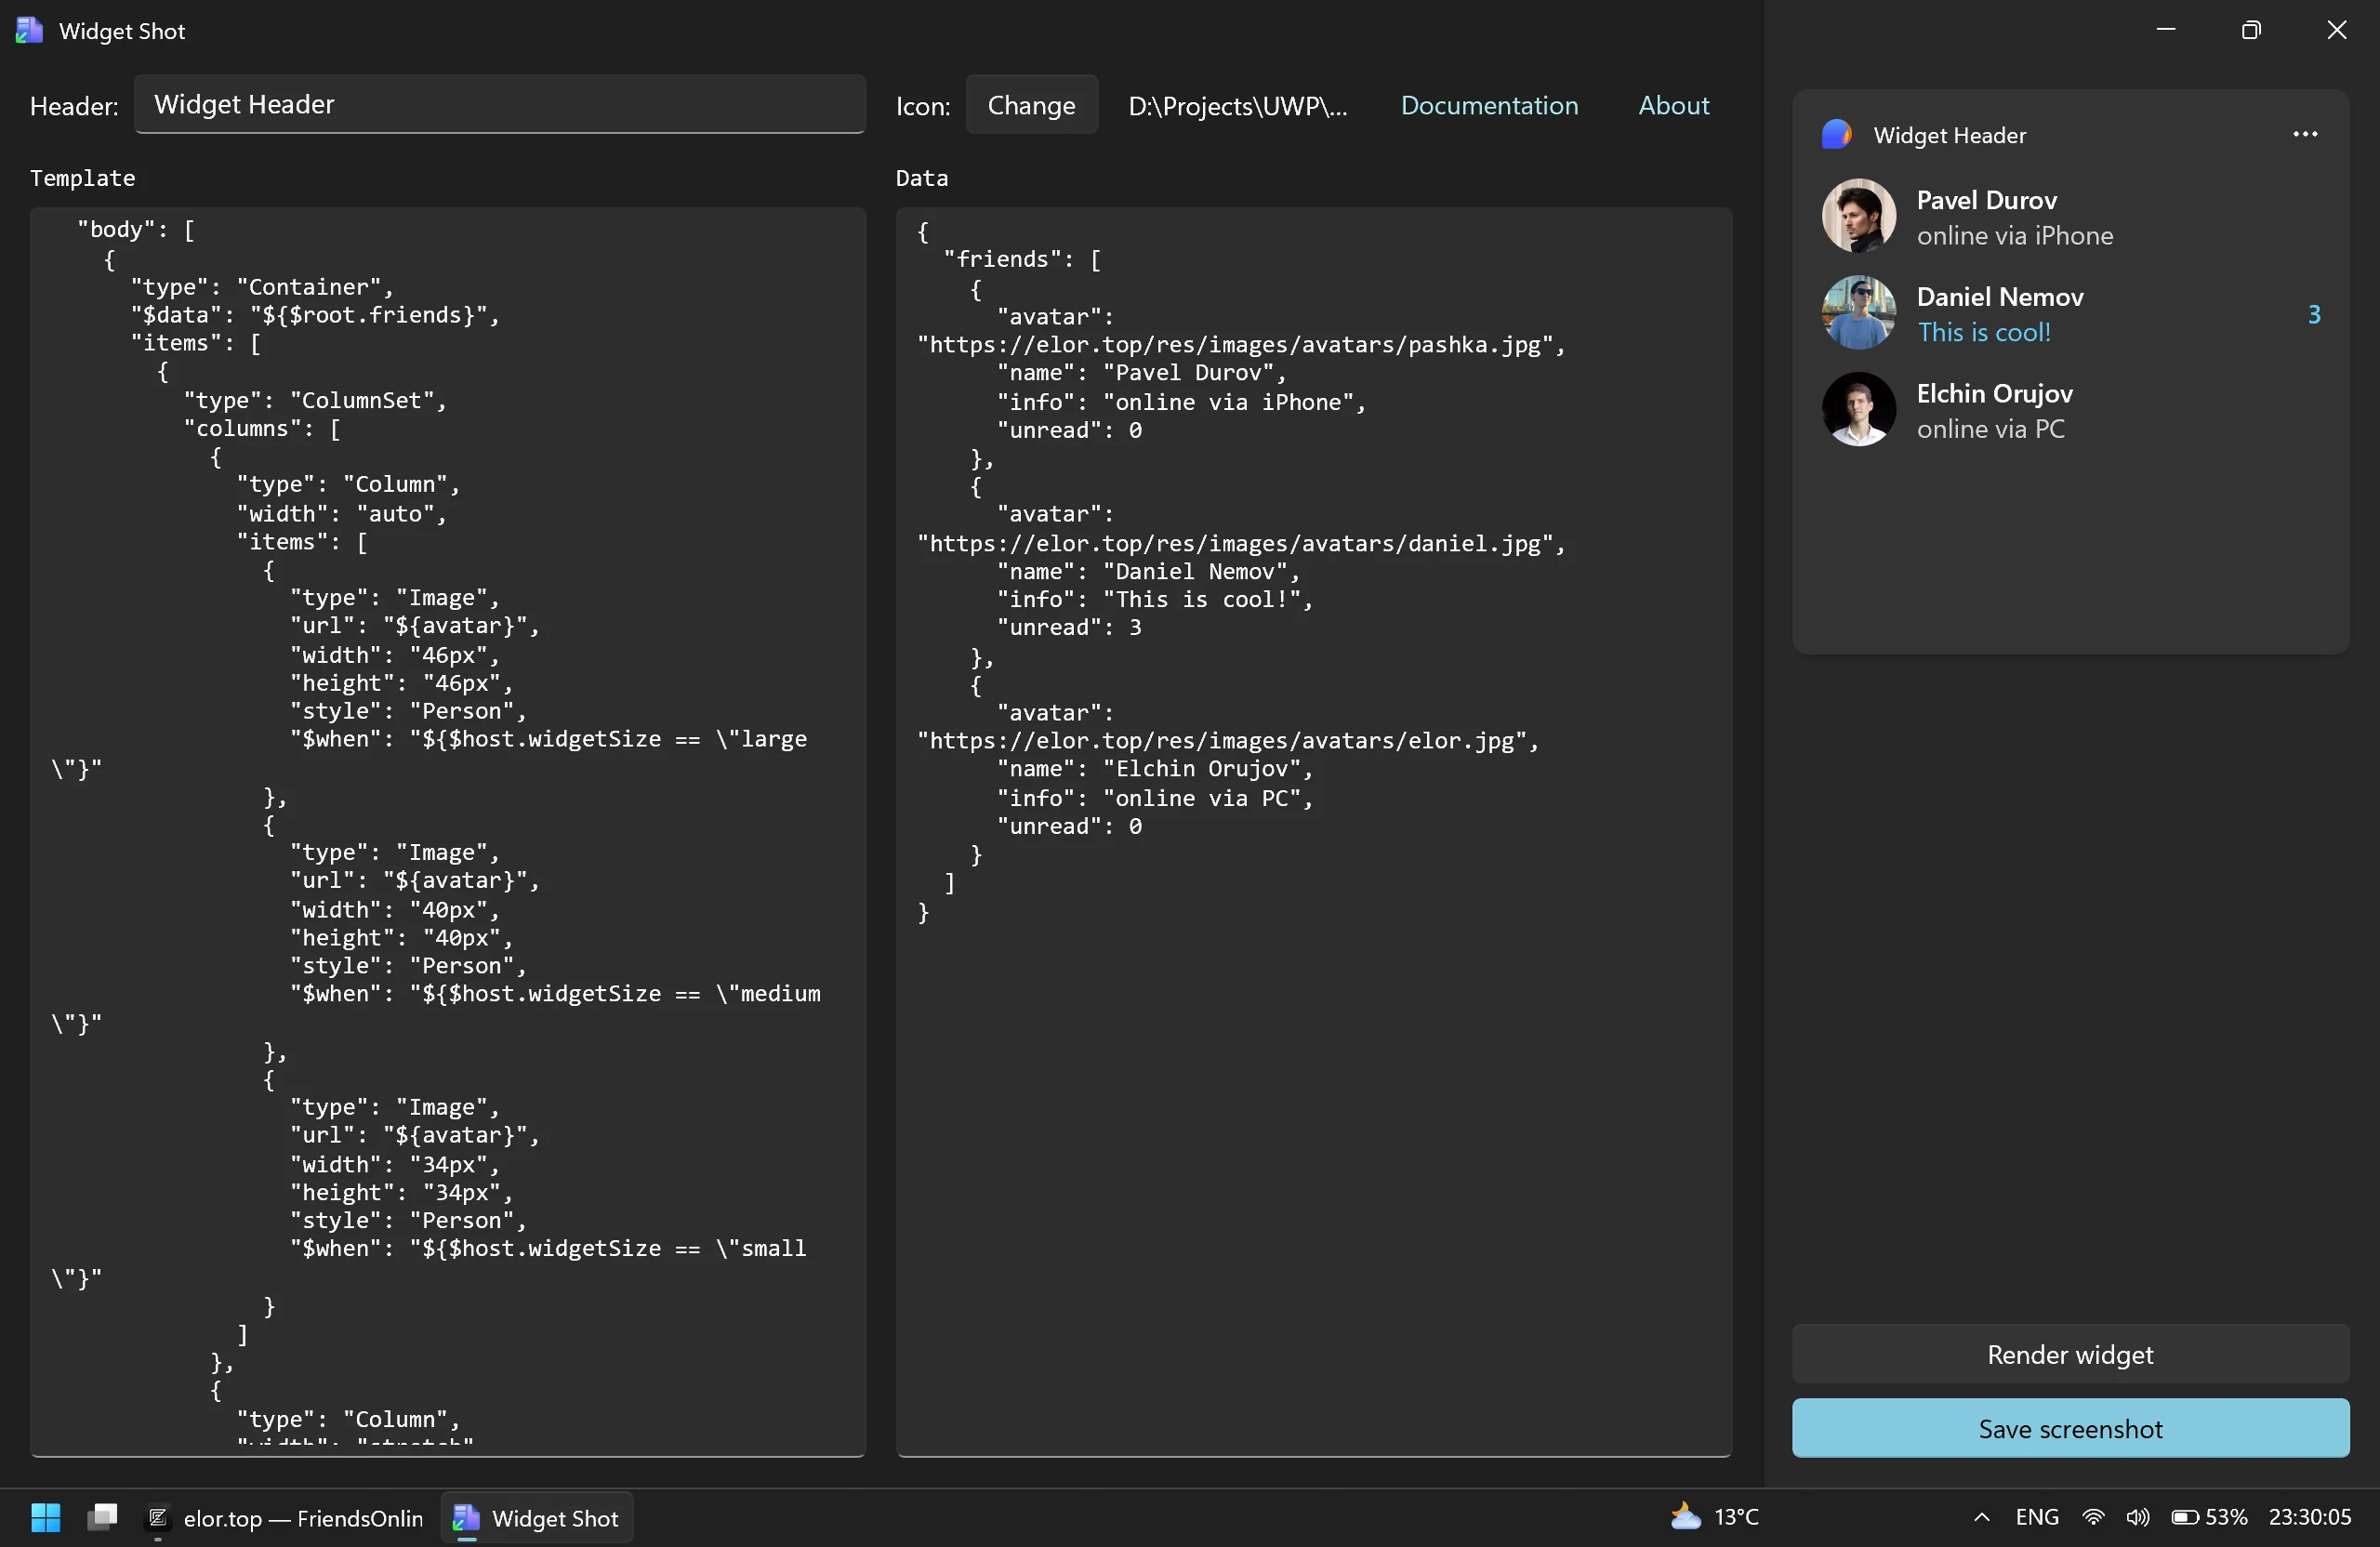 Widget Shot
Header:
Widget Header
Icon:
Change
D:\Projects\UWP\...
Documentation
About
Template
"body": [
{
"type": "Container",
"$data": "${$root.friends}",
"items": [
{
"type": "ColumnSet",
"columns": [
{
"type": "Column",
"width": "auto",
"items": [
{
"type": "Image",
"url": "${avatar}",
"width": "46px",
"height": "46px",
"style": "Person",
"$when": "${$host.widgetSize == \"large
\"}"
},
{
"type": "Image",
"url": "${avatar}",
"width": "40px",
"height": "40px",
"style": "Person",
"$when": "${$host.widgetSize == \"medium
\"}"
},
{
"type": "Image",
"url": "${avatar}",
"width": "34px",
"height": "34px",
"style": "Person",
"$when": "${$host.widgetSize == \"small
\"}"
}
]
},
{
"type": "Column",
"width": "stretch"
Data
{
"friends": [
{
"avatar":
"https://elor.top/res/images/avatars/pashka.jpg",
"name": "Pavel Durov",
"info": "online via iPhone",
"unread": 0
},
{
"avatar":
"https://elor.top/res/images/avatars/daniel.jpg",
"name": "Daniel Nemov",
"info": "This is cool!",
"unread": 3
},
{
"avatar":
"https://elor.top/res/images/avatars/elor.jpg",
"name": "Elchin Orujov",
"info": "online via PC",
"unread": 0
}
]
}
Widget Header
Pavel Durov
online via iPhone
Daniel Nemov
This is cool!
3
Elchin Orujov
online via PC
Render widget
Save screenshot
elor.top — FriendsOnlin
Widget Shot
13°C
ENG
53%
23:30:05